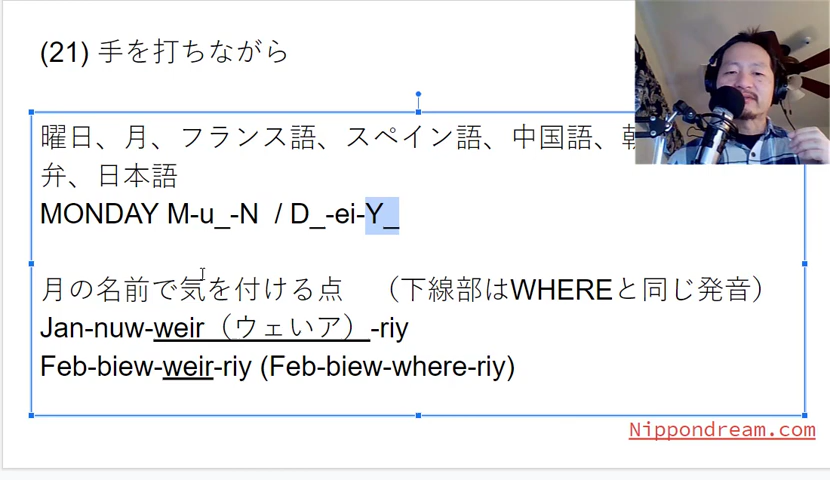 (21) 手を打ちながら
曜日、月、フランス語、スペイン語、中国語、
弁、日本語
MONDAY M-u_-N / D_-ei-Y_
月の名前で気を付ける点 （下線部はWHEREと同じ発音）
Jan-nuw-weir（ウェいア）-riy
Feb-biew-weir-riy (Feb-biew-where-riy)
Nippondream.com